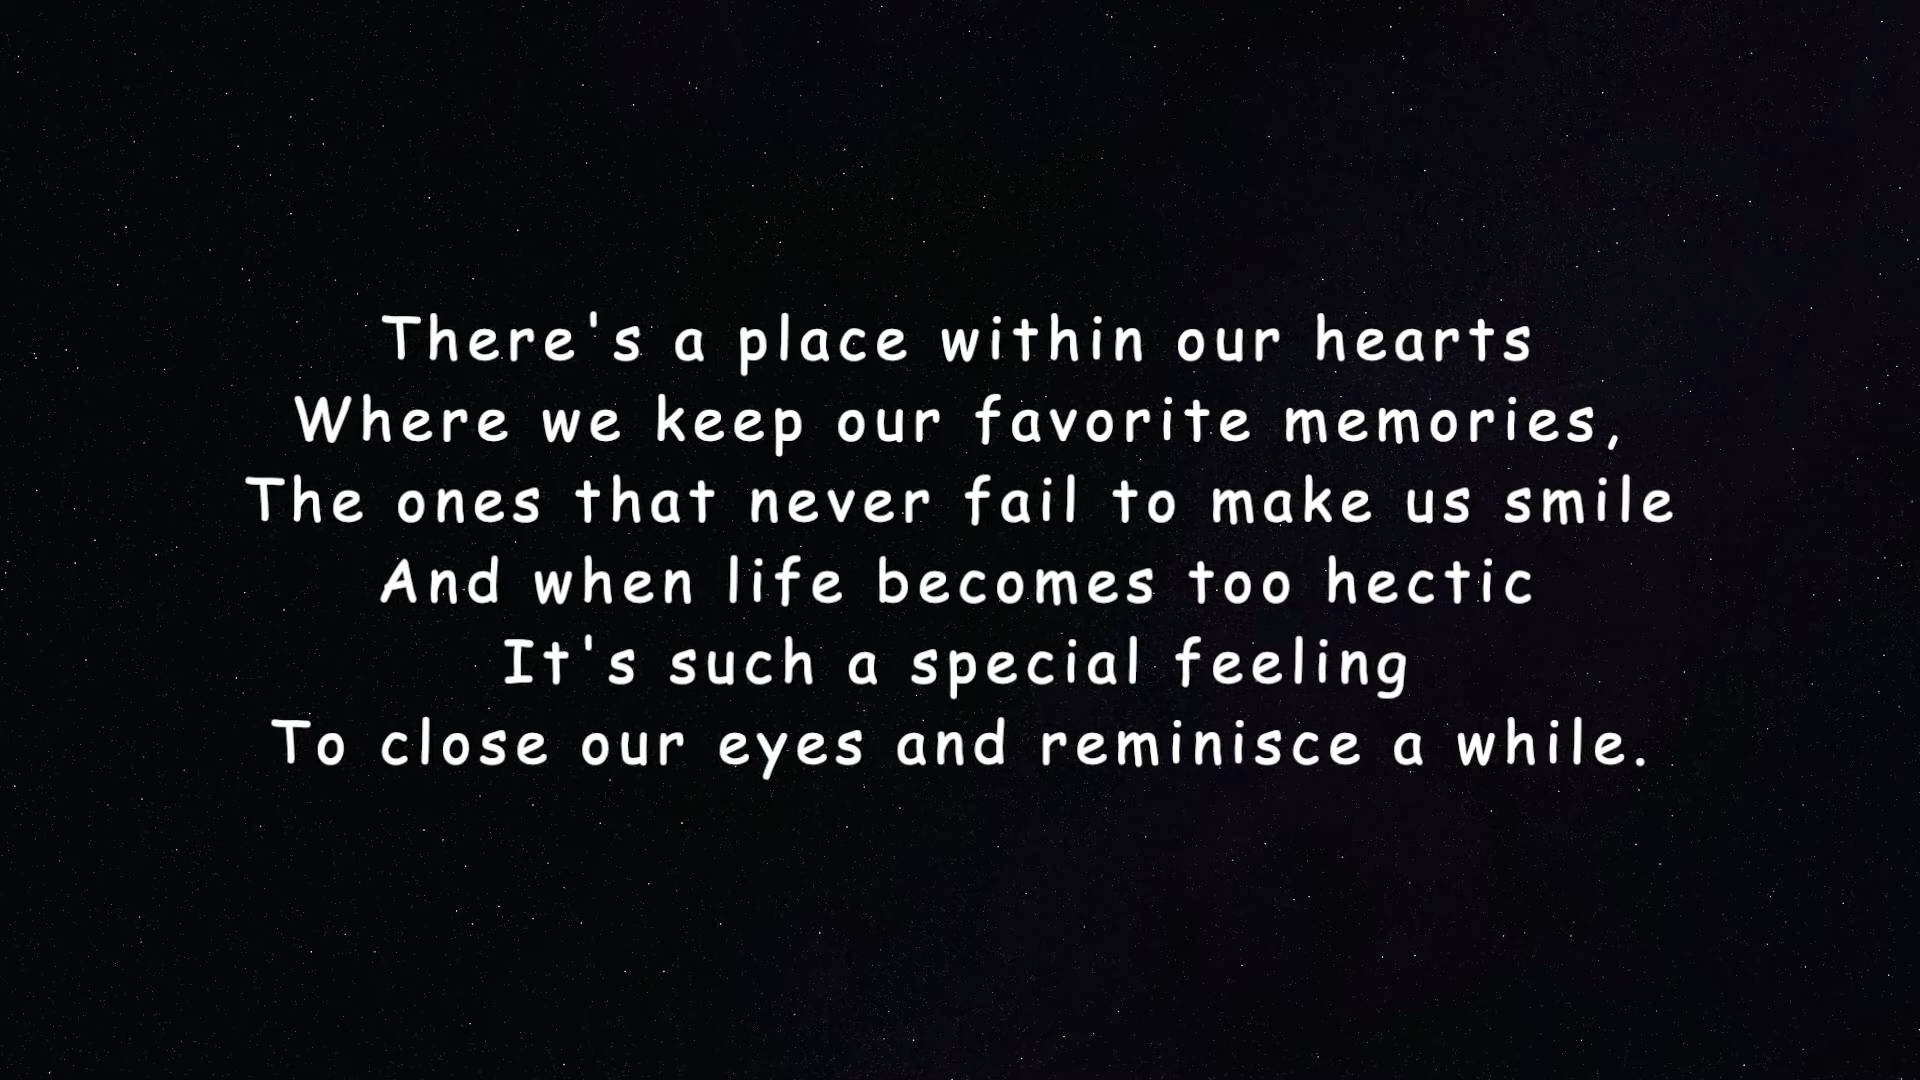 There's a place within our hearts
Where we keep our favorite memories,
The ones that never fail to make us smile
And when life becomes too hectic
It's such a special feeling
To close our eyes and reminisce a while.